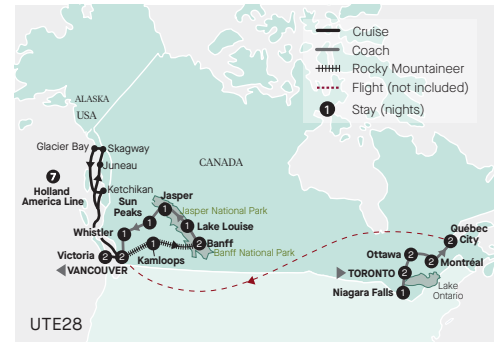 Cruise
Coach
Rocky Mountaineer
Flight (not included)
1 Stay (nights)
ALASKA
USA
CANADA
Glacier Bay
Skagway
Juneau
Ketchikan
7
Holland
America Line
Jasper
1
Jasper National Park
Sun
Peaks
1
Lake Louise
1
Whistler
1
Banff
2
Banff National Park
Kamloops
1
Victoria 2
2
VANCOUVER
Québec
City
2
Ottawa 2
Montréal
2
TORONTO 2
Niagara Falls 1
Lake
Ontario
UTE28